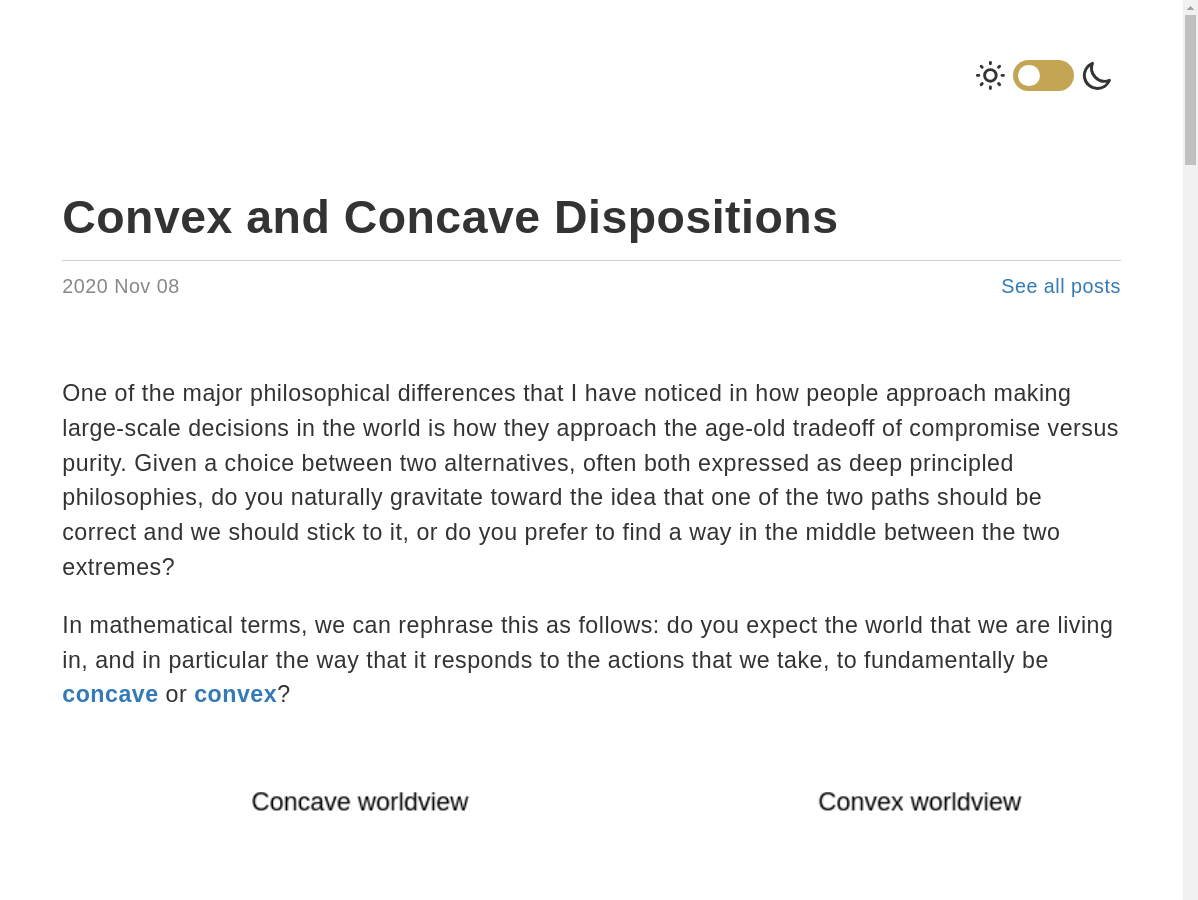 Convex and Concave Dispositions
2020 Nov 08
See all posts
One of the major philosophical differences that I have noticed in how people approach making
large-scale decisions in the world is how they approach the age-old tradeoff of compromise versus
purity. Given a choice between two alternatives, often both expressed as deep principled
philosophies, do you naturally gravitate toward the idea that one of the two paths should be
correct and we should stick to it, or do you prefer to find a way in the middle between the two
extremes?
In mathematical terms, we can rephrase this as follows: do you expect the world that we are living
in, and in particular the way that it responds to the actions that we take, to fundamentally be
concave or convex?
Concave worldview
Convex worldview